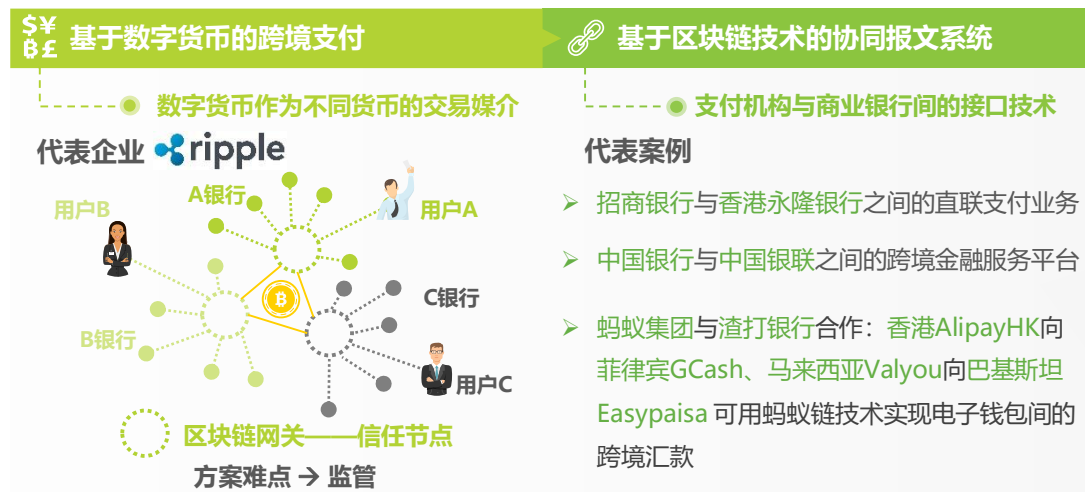 $¥
B£
基于数字货币的跨境支付
数字货币作为不同货币的交易媒介
代表企业 ripple
A银行
用户A
用户B
C银行
B银行
用户C
区块链网关——信任节点
方案难点 → 监管
基于区块链技术的协同报文系统
支付机构与商业银行间的接口技术
代表案例
➢ 招商银行与香港永隆银行之间的直联支付业务
➢ 中国银行与中国银联之间的跨境金融服务平台
➢ 蚂蚁集团与渣打银行合作：香港AlipayHK向
菲律宾GCash、马来西亚Valyou向巴基斯坦
Easypaisa 可用蚂蚁链技术实现电子钱包间的
跨境汇款